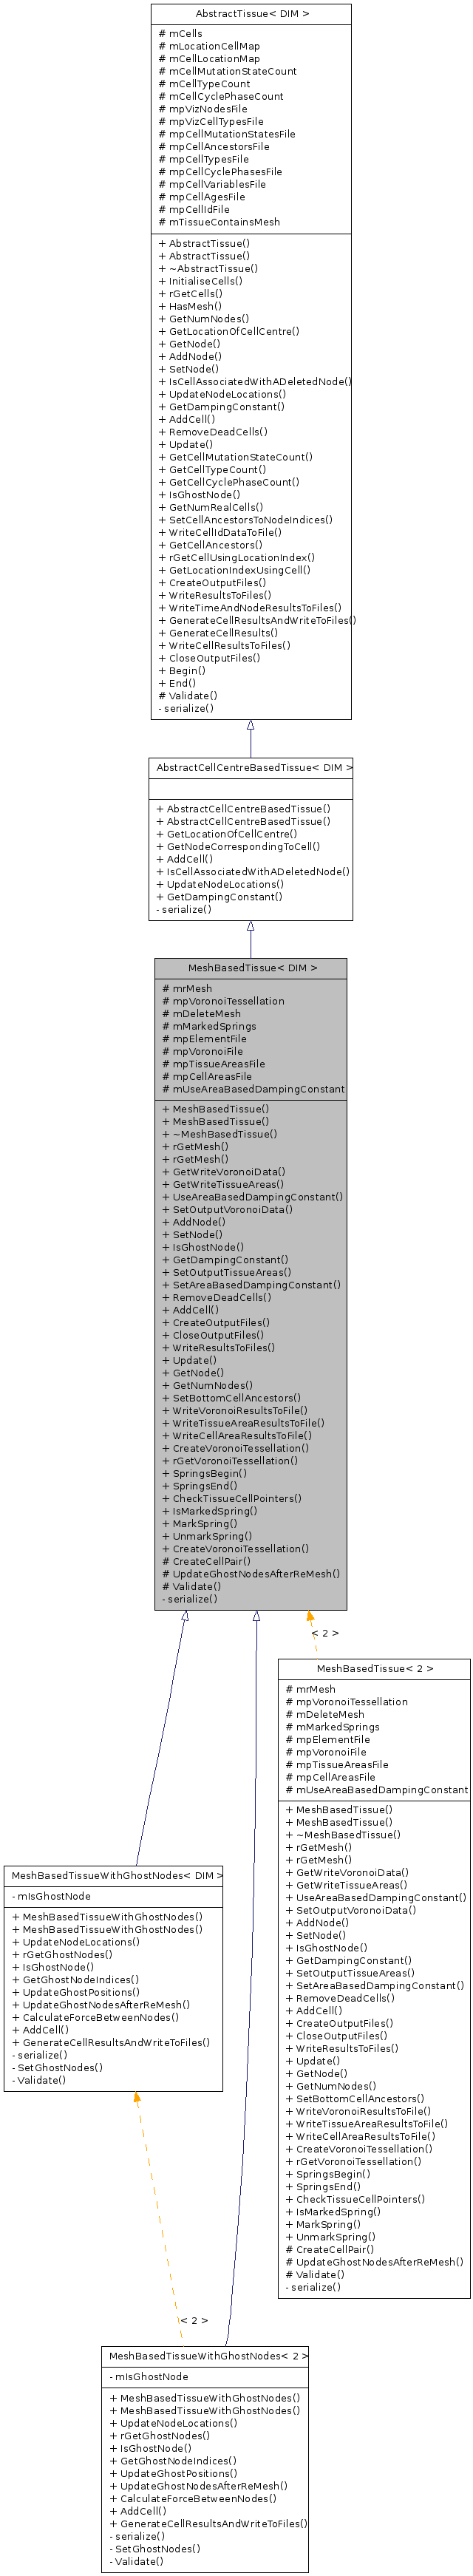 AbstractTissue< DIM >
# mCells
# mLocationCellMap
# mCellLocationMap
# mCellMutationStateCount
# mCellTypeCount
# mCellCyclePhaseCount
# mpVizNodesFile
# mpVizCellTypesFile
# mpCellMutationStatesFile
# mpCellAncestorsFile
# mpCellTypesFile
# mpCellCyclePhasesFile
# mpCellVariablesFile
# mpCellAgesFile
# mpCellIdFile
# mTissueContainsMesh
+ AbstractTissue()
+ AbstractTissue()
+ ~AbstractTissue()
+ InitialiseCells()
+ rGetCells()
+ HasMesh()
+ GetNumNodes()
+ GetLocationOfCellCentre()
+ GetNode()
+ AddNode()
+ SetNode()
+ IsCellAssociatedWithADeletedNode()
+ UpdateNodeLocations()
+ GetDampingConstant()
+ AddCell()
+ RemoveDeadCells()
+ Update()
+ GetCellMutationStateCount()
+ GetCellTypeCount()
+ GetCellCyclePhaseCount()
+ IsGhostNode()
+ GetNumRealCells()
+ SetCellAncestorsToNodeIndices()
+ WriteCellIdDataToFile()
+ GetCellAncestors()
+ rGetCellUsingLocationIndex()
+ GetLocationIndexUsingCell()
+ CreateOutputFiles()
+ WriteResultsToFiles()
+ WriteTimeAndNodeResultsToFiles()
+ GenerateCellResultsAndWriteToFiles()
+ GenerateCellResults()
+ WriteCellResultsToFiles()
+ CloseOutputFiles()
+ Begin()
+ End()
# Validate()
- serialize()
AbstractCellCentreBasedTissue< DIM >
+ AbstractCellCentreBasedTissue()
+ AbstractCellCentreBasedTissue()
+ GetLocationOfCellCentre()
+ GetNodeCorrespondingToCell()
+ AddCell()
+ IsCellAssociatedWithADeletedNode()
+ UpdateNodeLocations()
+ GetDampingConstant()
- serialize()
MeshBasedTissue< DIM >
# mrMesh
# mpVoronoiTessellation
# mDeleteMesh
# mMarkedSprings
# mpElementFile
# mpVoronoiFile
# mpTissueAreasFile
# mpCellAreasFile
# mUseAreaBasedDampingConstant
+ MeshBasedTissue()
+ MeshBasedTissue()
+ ~MeshBasedTissue()
+ rGetMesh()
+ rGetMesh()
+ GetWriteVoronoiData()
+ GetWriteTissueAreas()
+ UseAreaBasedDampingConstant()
+ SetOutputVoronoiData()
+ AddNode()
+ SetNode()
+ IsGhostNode()
+ GetDampingConstant()
+ SetOutputTissueAreas()
+ SetAreaBasedDampingConstant()
+ RemoveDeadCells()
+ AddCell()
+ CreateOutputFiles()
+ CloseOutputFiles()
+ WriteResultsToFiles()
+ Update()
+ GetNode()
+ GetNumNodes()
+ SetBottomCellAncestors()
+ WriteVoronoiResultsToFile()
+ WriteTissueAreaResultsToFile()
+ WriteCellAreaResultsToFile()
+ CreateVoronoiTessellation()
+ rGetVoronoiTessellation()
+ SpringsBegin()
+ SpringsEnd()
+ CheckTissueCellPointers()
+ IsMarkedSpring()
+ MarkSpring()
+ UnmarkSpring()
+ CreateVoronoiTessellation()
# CreateCellPair()
# UpdateGhostNodesAfterReMesh()
# Validate()
- serialize()
< 2 >
MeshBasedTissue< 2 >
# mrMesh
# mpVoronoiTessellation
# mDeleteMesh
# mMarkedSprings
# mpElementFile
# mpVoronoiFile
# mpTissueAreasFile
# mpCellAreasFile
# mUseAreaBasedDampingConstant
+ MeshBasedTissue()
+ MeshBasedTissue()
+ ~MeshBasedTissue()
+ rGetMesh()
+ rGetMesh()
+ GetWriteVoronoiData()
+ GetWriteTissueAreas()
+ UseAreaBasedDampingConstant()
+ SetOutputVoronoiData()
+ AddNode()
+ SetNode()
+ IsGhostNode()
+ GetDampingConstant()
+ SetOutputTissueAreas()
+ SetAreaBasedDampingConstant()
+ RemoveDeadCells()
+ AddCell()
+ CreateOutputFiles()
+ CloseOutputFiles()
+ WriteResultsToFiles()
+ Update()
+ GetNode()
+ GetNumNodes()
+ SetBottomCellAncestors()
+ WriteVoronoiResultsToFile()
+ WriteTissueAreaResultsToFile()
+ WriteCellAreaResultsToFile()
+ CreateVoronoiTessellation()
+ rGetVoronoiTessellation()
+ SpringsBegin()
+ SpringsEnd()
+ CheckTissueCellPointers()
+ IsMarkedSpring()
+ MarkSpring()
+ UnmarkSpring()
# CreateCellPair()
# UpdateGhostNodesAfterReMesh()
# Validate()
- serialize()
MeshBasedTissueWithGhostNodes< DIM >
- mIsGhostNode
+ MeshBasedTissueWithGhostNodes()
+ MeshBasedTissueWithGhostNodes()
+ UpdateNodeLocations()
+ rGetGhostNodes()
+ IsGhostNode()
+ GetGhostNodeIndices()
+ UpdateGhostPositions()
+ UpdateGhostNodesAfterReMesh()
+ CalculateForceBetweenNodes()
+ AddCell()
+ GenerateCellResultsAndWriteToFiles()
- serialize()
- SetGhostNodes()
- Validate()
< 2 >
MeshBasedTissueWithGhostNodes< 2 >
- mIsGhostNode
+ MeshBasedTissueWithGhostNodes()
+ MeshBasedTissueWithGhostNodes()
+ UpdateNodeLocations()
+ rGetGhostNodes()
+ IsGhostNode()
+ GetGhostNodeIndices()
+ UpdateGhostPositions()
+ UpdateGhostNodesAfterReMesh()
+ CalculateForceBetweenNodes()
+ AddCell()
+ GenerateCellResultsAndWriteToFiles()
- serialize()
- SetGhostNodes()
- Validate()